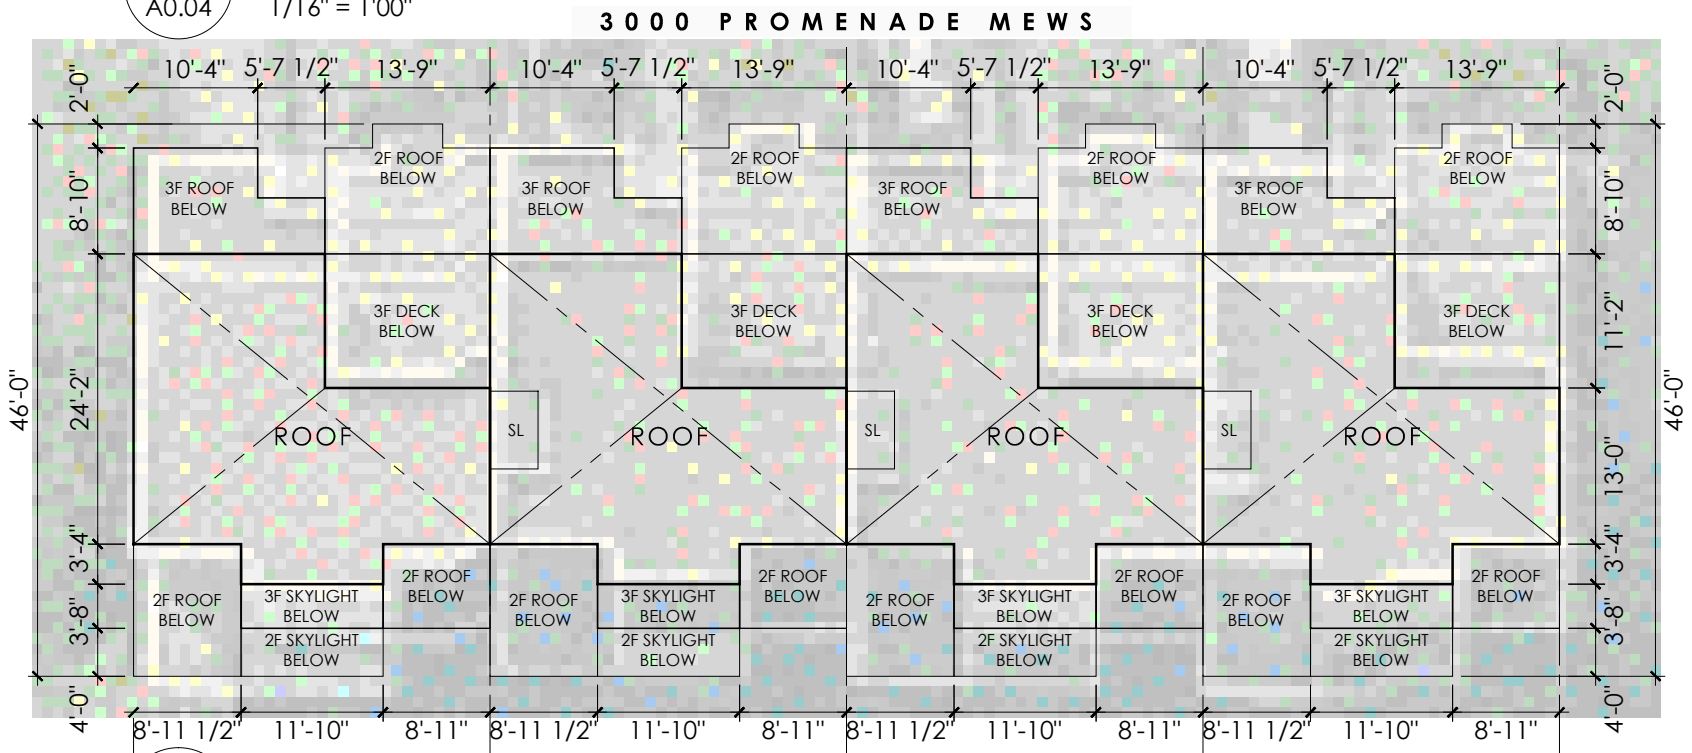 A0.04
1/16" = 1'00"
3000 PROMENADE MEWS
10'-4" 5'-7 1/2" 13'-9" 10'-4" 5'-7 1/2" 13'-9" 10'-4" 5'-7 1/2" 13'-9" 10'-4" 5'-7 1/2" 13'-9"
2'-0"
2'-0"
2F ROOF
BELOW
2F ROOF
BELOW
2F ROOF
BELOW
2F ROOF
BELOW
8'-10"
3F ROOF
BELOW
3F ROOF
BELOW
3F ROOF
BELOW
3F ROOF
BELOW
8'-10"
3F DECK
BELOW
3F DECK
BELOW
3F DECK
BELOW
3F DECK
BELOW
11'-2"
46'-0"
24'-2"
46'-0"
ROOF
SL
ROOF
SL
ROOF
SL
ROOF
13'-0"
3'-4"
3'-4"
2F ROOF
BELOW
3F SKYLIGHT
BELOW
2F ROOF
BELOW
2F ROOF
BELOW
3F SKYLIGHT
BELOW
2F ROOF
BELOW
2F ROOF
BELOW
3F SKYLIGHT
BELOW
2F ROOF
BELOW
2F ROOF
BELOW
3F SKYLIGHT
BELOW
2F ROOF
BELOW
3'-8"
3'-8"
2F SKYLIGHT
BELOW
2F SKYLIGHT
BELOW
2F SKYLIGHT
BELOW
2F SKYLIGHT
BELOW
4'-0"
4'-0"
8'-11 1/2" 11'-10" 8'-11" 8'-11 1/2" 11'-10" 8'-11" 8'-11 1/2" 11'-10" 8'-11" 8'-11 1/2" 11'-10" 8'-11"